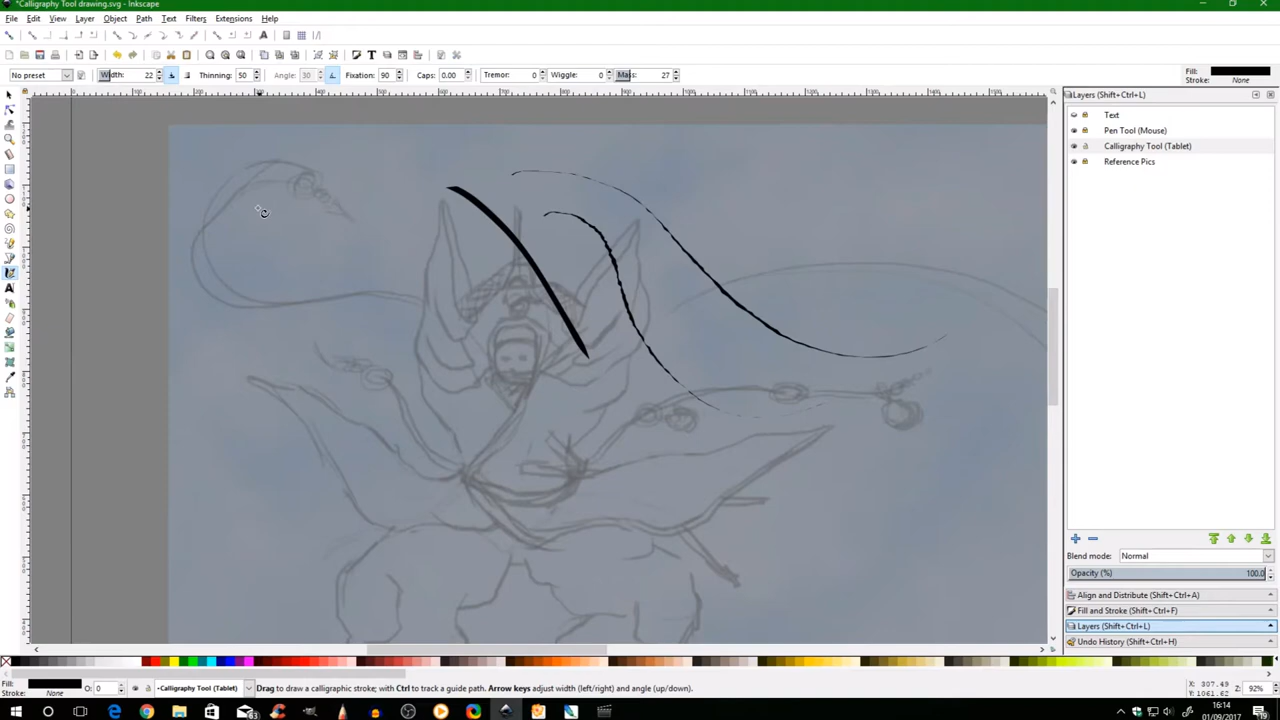 *Calligraphy Tool drawing.svg - Inkscape
File Edit View Layer Object Path Text Filters Extensions Help
No preset Width: 22 Thinning: 50 Angle: 30 Fixation: 90 Caps: 0.00 Tremor: 0 Wiggle: 0 Mass: 27 Fill:
Stroke: None
Layers (Shift+Ctrl+L)
Text
Pen Tool (Mouse)
Calligraphy Tool (Tablet)
Reference Pics
Blend mode: Normal
Opacity (%) 100.0
Align and Distribute (Shift+Ctrl+A)
Fill and Stroke (Shift+Ctrl+F)
Layers (Shift+Ctrl+L)
Undo History (Shift+Ctrl+H)
Fill:
Stroke: None O: 0 •Calligraphy Tool (Tablet) Drag to draw a calligraphic stroke; with Ctrl to track a guide path. Arrow keys adjust width (left/right) and angle (up/down). X: 307.49 Y: 1061.62 Z: 92%
16:14
01/09/2017